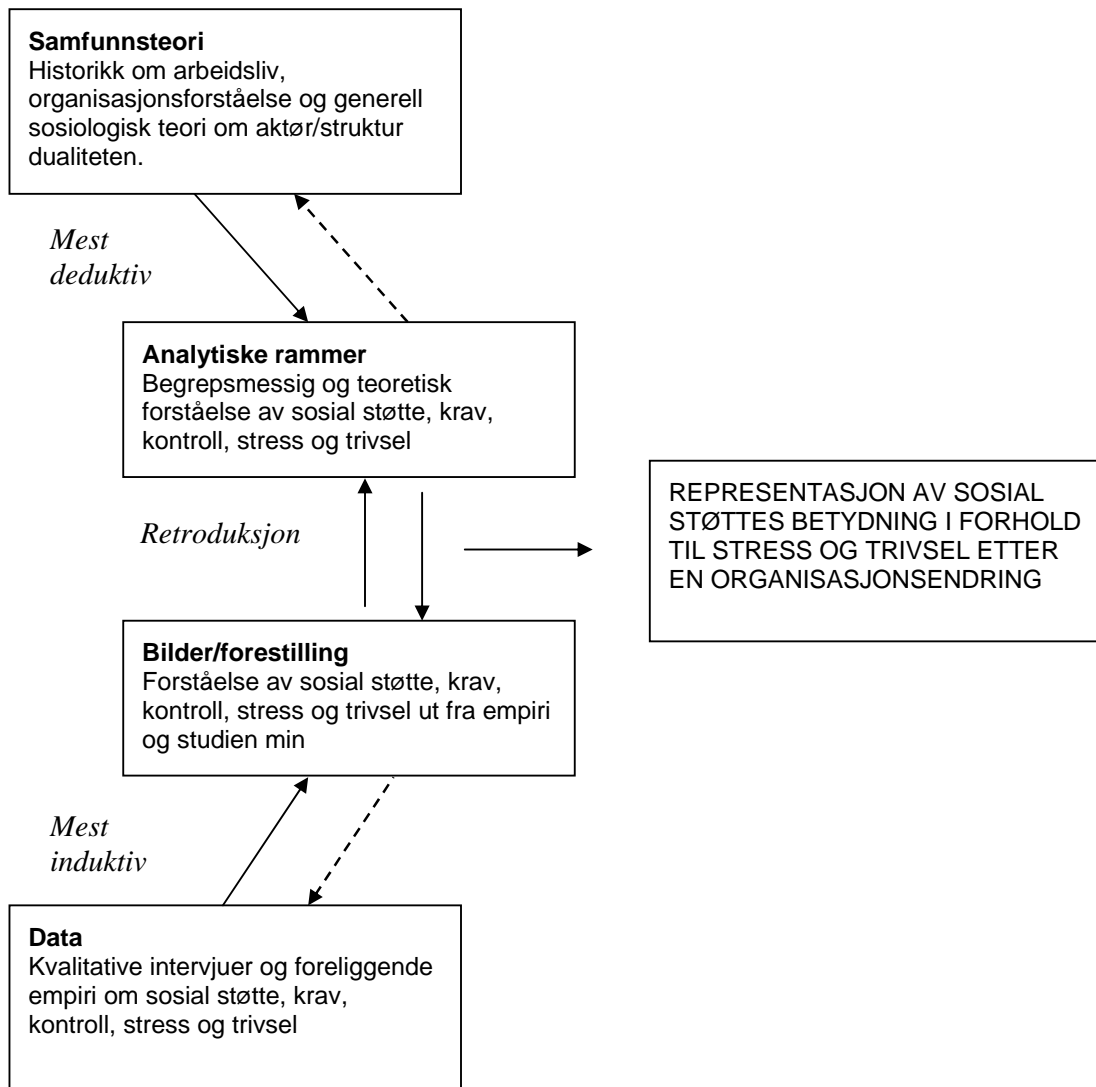 Samfunnsteori
Historikk om arbeidsliv,
organisasjonsforståelse og generell
sosiologisk teori om aktør/struktur
dualiteten.
Mest
deduktiv
Analytiske rammer
Begrepsmessig og teoretisk
forståelse av sosial støtte, krav,
kontroll, stress og trivsel
Retroduksjon
REPRESENTASJON AV SOSIAL
STØTTES BETYDNING I FORHOLD
TIL STRESS OG TRIVSEL ETTER
EN ORGANISASJONSENDRING
Bilder/forestilling
Forståelse av sosial støtte, krav,
kontroll, stress og trivsel ut fra empiri
og studien min
Mest
induktiv
Data
Kvalitative intervjuer og foreliggende
empiri om sosial støtte, krav,
kontroll, stress og trivsel